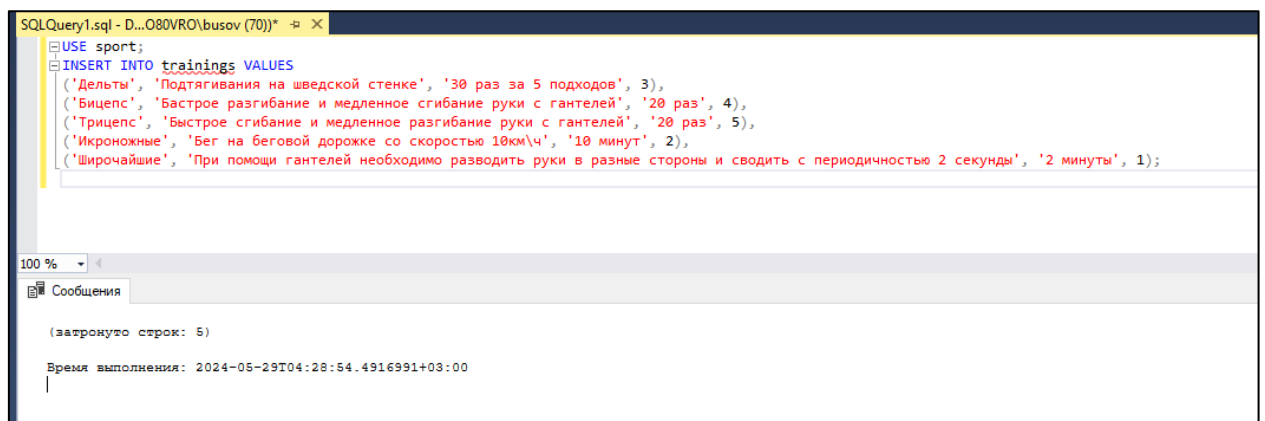 SQLQuery1.sql - D...O80VRO\busov (70))*
USE sport;
INSERT INTO trainings VALUES
('Дельты', 'Подтягивания на шведской стенке', '30 раз за 5 подходов', 3),
('Бицепс', 'Бастрое разгибание и медленное сгибание руки с гантелей', '20 раз', 4),
('Трицепс', 'Быстрое сгибание и медленное разгибание руки с гантелей', '20 раз', 5),
('Икроножные', 'Бег на беговой дорожке со скоростью 10км\ч', '10 минут', 2),
('Широчайшие', 'При помощи гантелей необходимо разводить руки в разные стороны и сводить с периодичностью 2 секунды', '2 минуты', 1);
100 %
Сообщения
(затронуто строк: 5)
Время выполнения: 2024-05-29T04:28:54.4916991+03:00